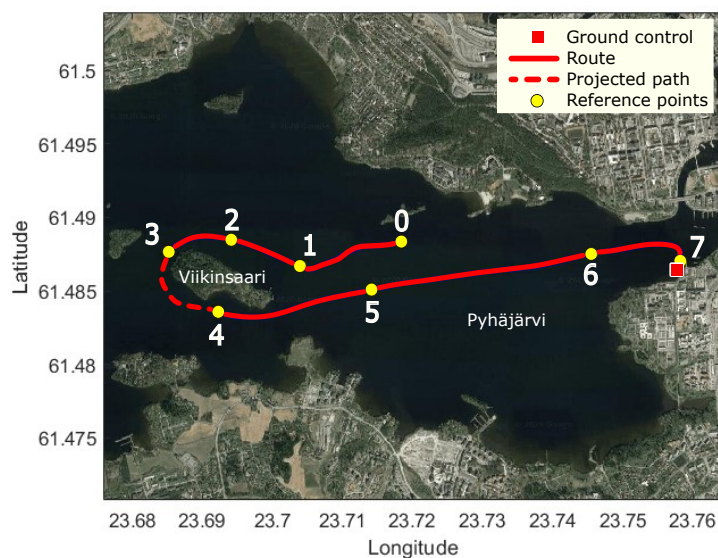 Ground control
Route
Projected path
Reference points
61.5
61.495
61.49
61.485
61.48
61.475
Latitude
0
1
2
3
4
5
6
7
Viikinsaari
Pyhäjärvi
23.68 23.69 23.7 23.71 23.72 23.73 23.74 23.75 23.76
Longitude